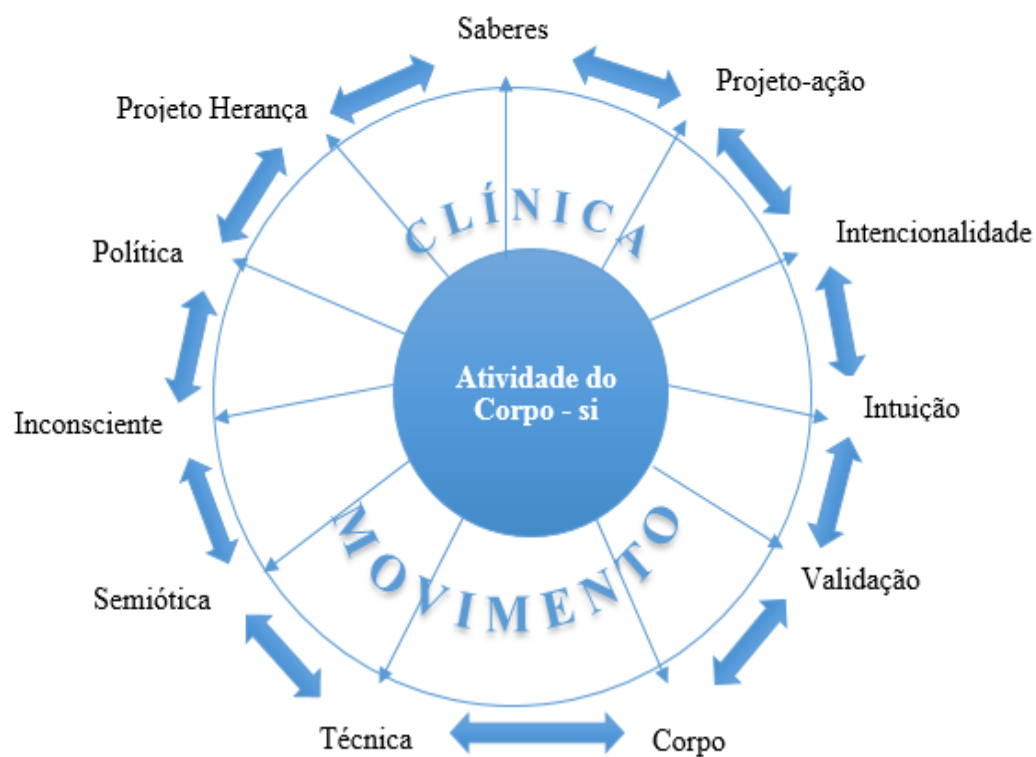 Saberes
Projeto Herança
Projeto-ação
CLÍNICA
Política
Intencionalidade
Atividade do
Corpo - si
Inconsciente
Intuição
MOVIMENTO
Semiótica
Validação
Técnica
Corpo